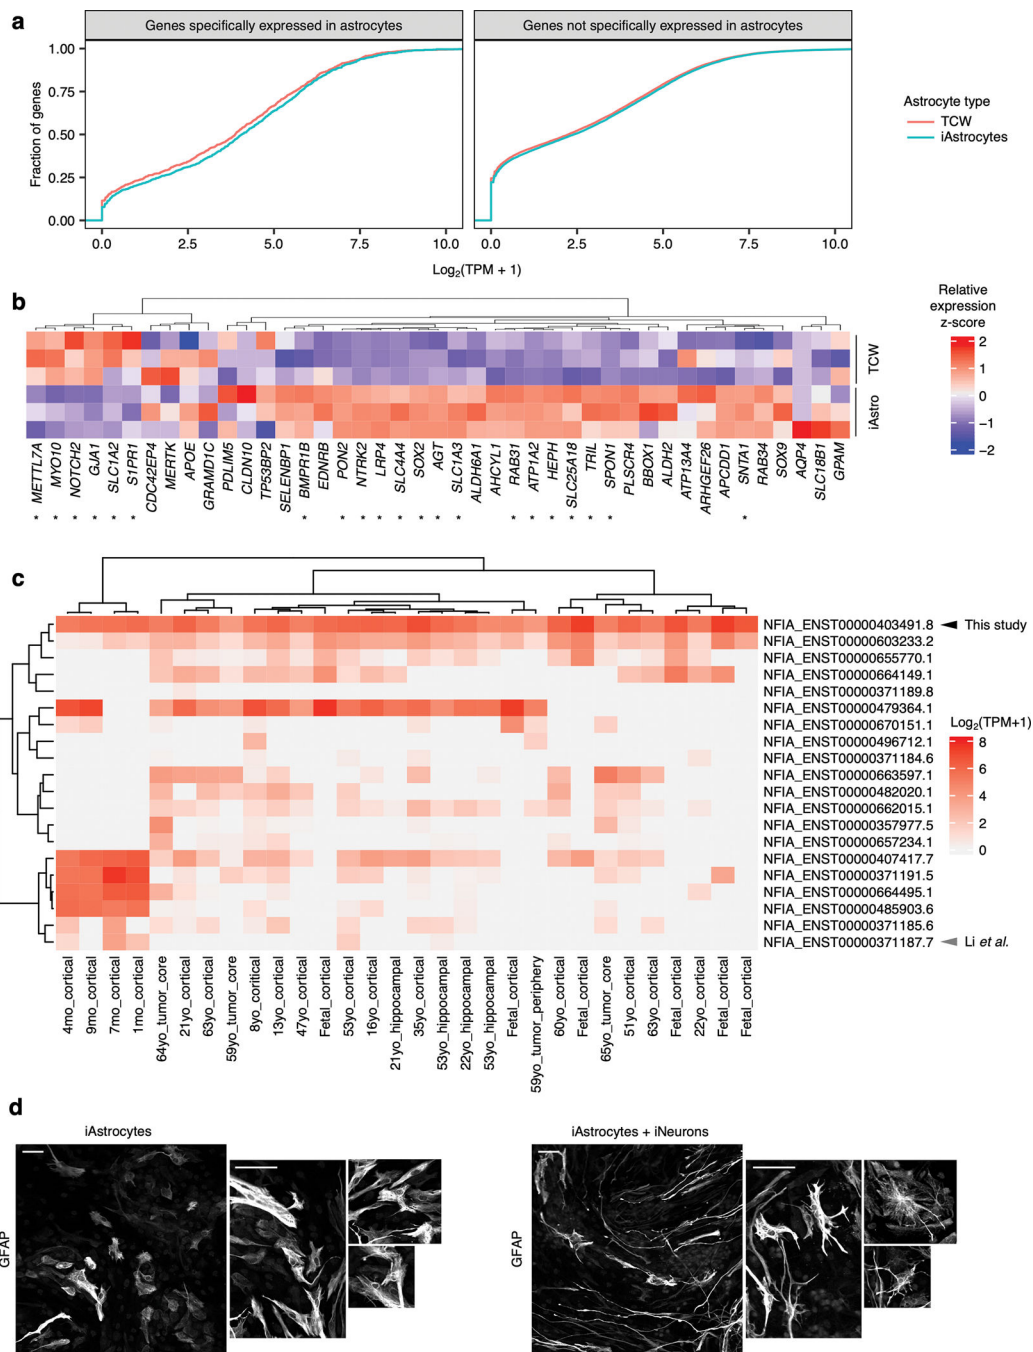 a
Genes specifically expressed in astrocytes
Genes not specifically expressed in astrocytes
1.00
0.75
0.50
0.25
0.00
Fraction of genes
0.0 2.5 5.0 7.5 10.0
0.0 2.5 5.0 7.5 10.0
Log2(TPM + 1)
Astrocyte type
TCW
iAstrocytes
b
TCW
iAstro
Relative
expression
z-score
2
1
0
−1
−2
METTL7A
MYO10
NOTCH2
GJA1
SLC1A2
S1PR1
CDC42EP4
MERTK
APOE
GRAMD1C
PDLIM5
CLDN10
TP53BP2
SELENBP1
BMPR1B
EDNRB
PON2
NTRK2
LRP4
SLC4A4
SOX2
AGT
SLC1A3
ALDH6A1
AHCYL1
RAB31
ATP1A2
HEPH
SLC25A18
TRIL
SPON1
PLSCR4
BBOX1
ALDH2
ATP13A4
ARHGEF26
APCDD1
SNTA1
RAB34
SOX9
AQP4
SLC18B1
GPAM
* * * * * * * * * * * * * * * * * * * *
c
NFIA_ENST00000403491.8
This study
NFIA_ENST00000603233.2
NFIA_ENST00000655770.1
NFIA_ENST00000664149.1
NFIA_ENST00000371189.8
NFIA_ENST00000479364.1
NFIA_ENST00000670151.1
NFIA_ENST00000496712.1
NFIA_ENST00000371184.6
NFIA_ENST00000663597.1
NFIA_ENST00000482020.1
NFIA_ENST00000662015.1
NFIA_ENST00000357977.5
NFIA_ENST00000657234.1
NFIA_ENST00000407417.7
NFIA_ENST00000371191.5
NFIA_ENST00000664495.1
NFIA_ENST00000485903.6
NFIA_ENST00000371185.6
NFIA_ENST00000371187.7
Li et al.
Log2(TPM+1)
8
6
4
2
0
4mo_cortical
9mo_cortical
7mo_cortical
1mo_cortical
64yo_tumor_core
21yo_cortical
63yo_cortical
59yo_tumor_core
8yo_coritical
13yo_cortical
47yo_cortical
Fetal_cortical
53yo_cortical
16yo_cortical
21yo_hippocampal
35yo_cortical
53yo_hippocampal
22yo_hippocampal
53yo_hippocampal
Fetal_cortical
59yo_tumor_periphery
60yo_cortical
Fetal_cortical
65yo_tumor_core
51yo_cortical
63yo_cortical
Fetal_cortical
22yo_cortical
Fetal_cortical
Fetal_cortical
d
iAstrocytes
GFAP
iAstrocytes + iNeurons
GFAP